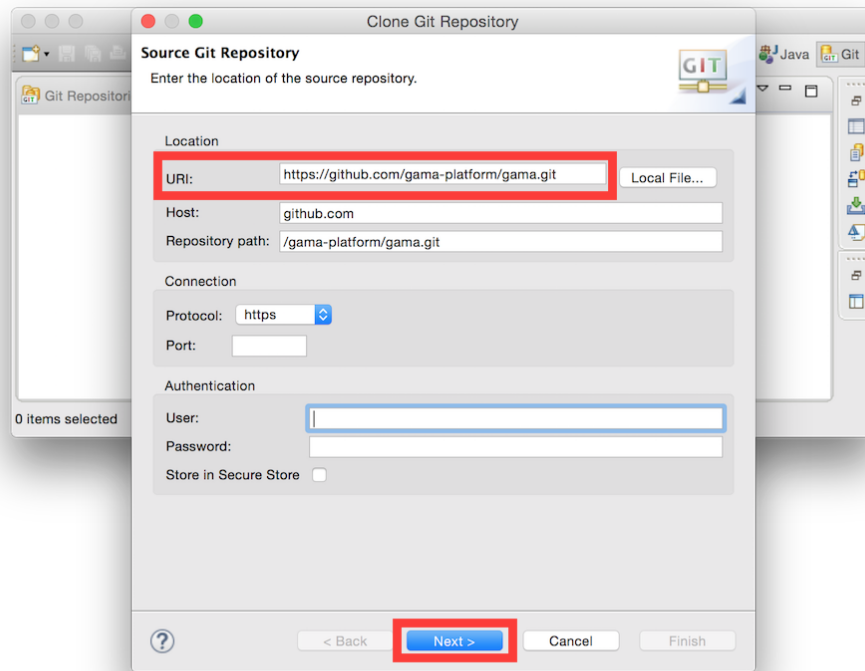 Clone Git Repository
Source Git Repository
Enter the location of the source repository.
GIT
Java
GIT Git
GIT Git Repositori
Location
URI: https://github.com/gama-platform/gama.git Local File...
Host: github.com
Repository path: /gama-platform/gama.git
Connection
Protocol: https
Port:
Authentication
User:
Password:
Store in Secure Store
0 items selected
? < Back Next > Cancel Finish